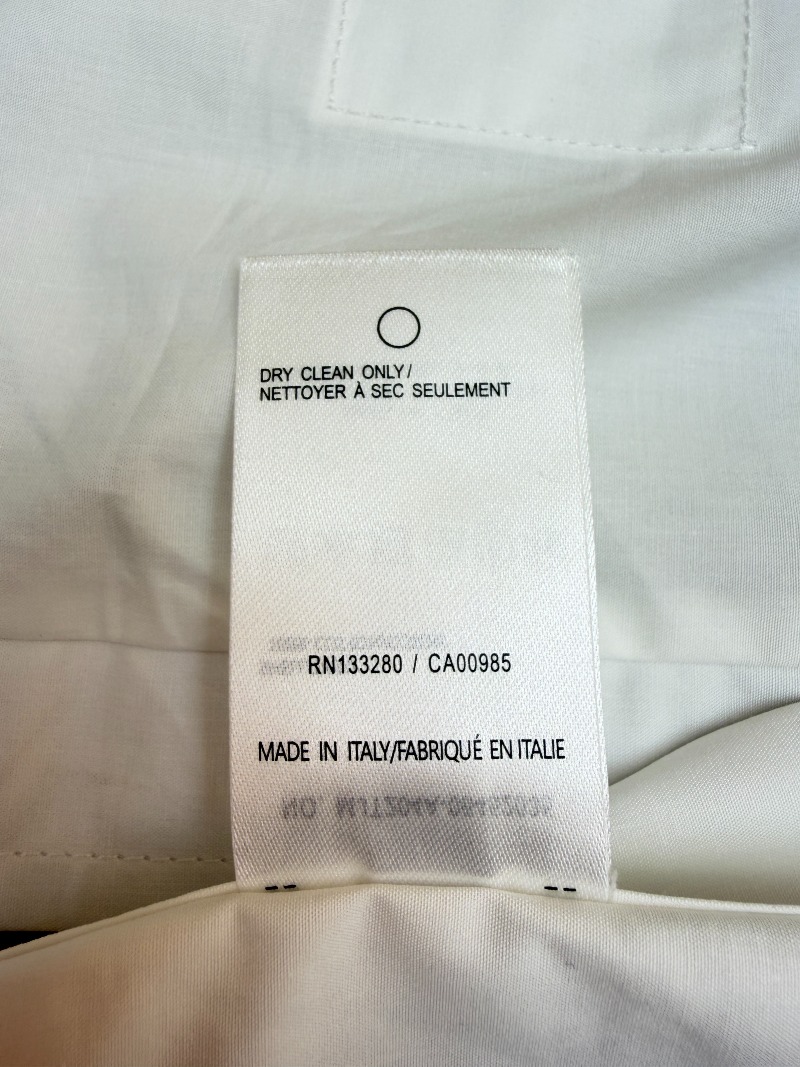 DRY CLEAN ONLY/
NETTOYER À SEC SEULEMENT
RN133280 / CA00985
MADE IN ITALY/FABRIQUÉ EN ITALIE